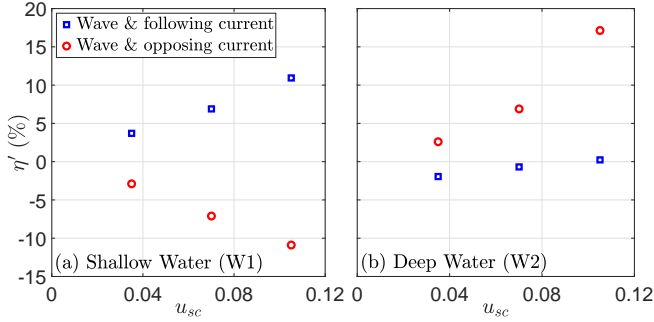 20
15
10
5
0
-5
-10
-15
η′ (%)
Wave & following current
Wave & opposing current
(a) Shallow Water (W1)
(b) Deep Water (W2)
0 0.04 0.08 0.12
0 0.04 0.08 0.12
u_sc
u_sc